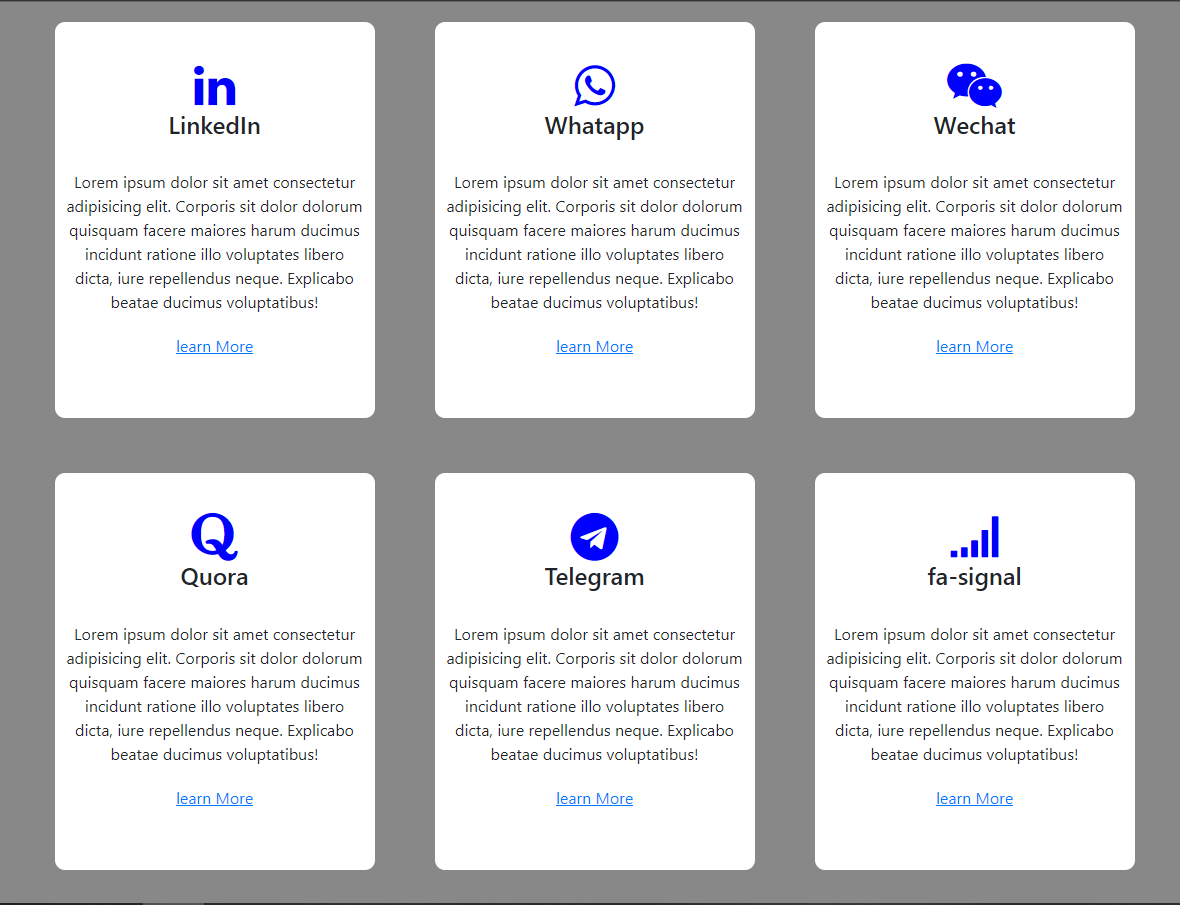 LinkedIn
Lorem ipsum dolor sit amet consectetur
adipisicing elit. Corporis sit dolor dolorum
quisquam facere maiores harum ducimus
incidunt ratione illo voluptates libero
dicta, iure repellendus neque. Explicabo
beatae ducimus voluptatibus!
learn More
Whatapp
Lorem ipsum dolor sit amet consectetur
adipisicing elit. Corporis sit dolor dolorum
quisquam facere maiores harum ducimus
incidunt ratione illo voluptates libero
dicta, iure repellendus neque. Explicabo
beatae ducimus voluptatibus!
learn More
Wechat
Lorem ipsum dolor sit amet consectetur
adipisicing elit. Corporis sit dolor dolorum
quisquam facere maiores harum ducimus
incidunt ratione illo voluptates libero
dicta, iure repellendus neque. Explicabo
beatae ducimus voluptatibus!
learn More
Quora
Lorem ipsum dolor sit amet consectetur
adipisicing elit. Corporis sit dolor dolorum
quisquam facere maiores harum ducimus
incidunt ratione illo voluptates libero
dicta, iure repellendus neque. Explicabo
beatae ducimus voluptatibus!
learn More
Telegram
Lorem ipsum dolor sit amet consectetur
adipisicing elit. Corporis sit dolor dolorum
quisquam facere maiores harum ducimus
incidunt ratione illo voluptates libero
dicta, iure repellendus neque. Explicabo
beatae ducimus voluptatibus!
learn More
fa-signal
Lorem ipsum dolor sit amet consectetur
adipisicing elit. Corporis sit dolor dolorum
quisquam facere maiores harum ducimus
incidunt ratione illo voluptates libero
dicta, iure repellendus neque. Explicabo
beatae ducimus voluptatibus!
learn More